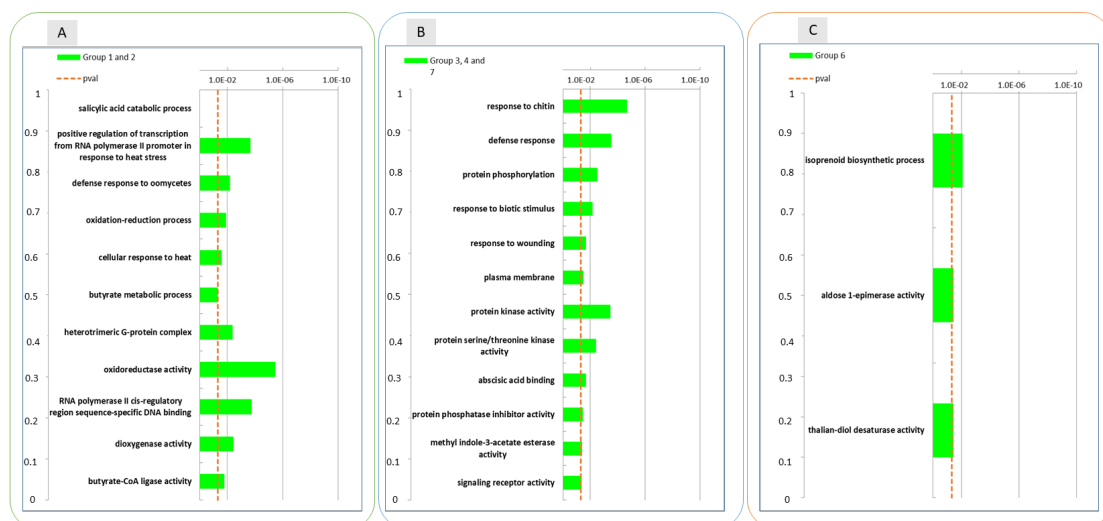 A
Group 1 and 2
pval
1.0E-02 1.0E-06 1.0E-10
1
0.9
0.8
0.7
0.6
0.5
0.4
0.3
0.2
0.1
0
salicylic acid catabolic process
positive regulation of transcription
from RNA polymerase II promoter in
response to heat stress
defense response to oomycetes
oxidation-reduction process
cellular response to heat
butyrate metabolic process
heterotrimeric G-protein complex
oxidoreductase activity
RNA polymerase II cis-regulatory
region sequence-specific DNA binding
dioxygenase activity
butyrate-CoA ligase activity
B
Group 3, 4 and
7
pval
1.0E-02 1.0E-06 1.0E-10
1
0.9
0.8
0.7
0.6
0.5
0.4
0.3
0.2
0.1
0
response to chitin
defense response
protein phosphorylation
response to biotic stimulus
response to wounding
plasma membrane
protein kinase activity
protein serine/threonine kinase
activity
abscisic acid binding
protein phosphatase inhibitor activity
methyl indole-3-acetate esterase
activity
signaling receptor activity
C
Group 6
pval
1.0E-02 1.0E-06 1.0E-10
1
0.9
0.8
0.7
0.6
0.5
0.4
0.3
0.2
0.1
0
isoprenoid biosynthetic process
aldose 1-epimerase activity
thalian-diol desaturase activity